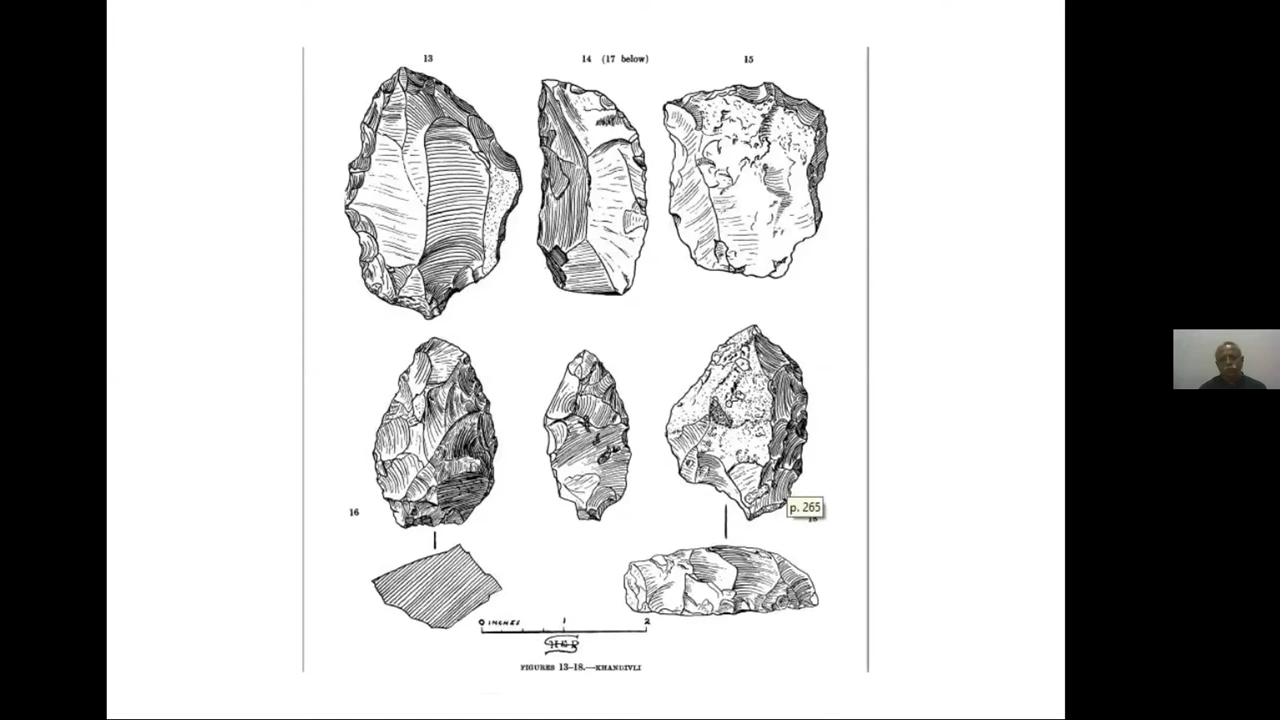 13
14 (17 below)
15
16
p. 265
0 INCHES 1 2
FIGURES 13–18.—KHANDIVLI